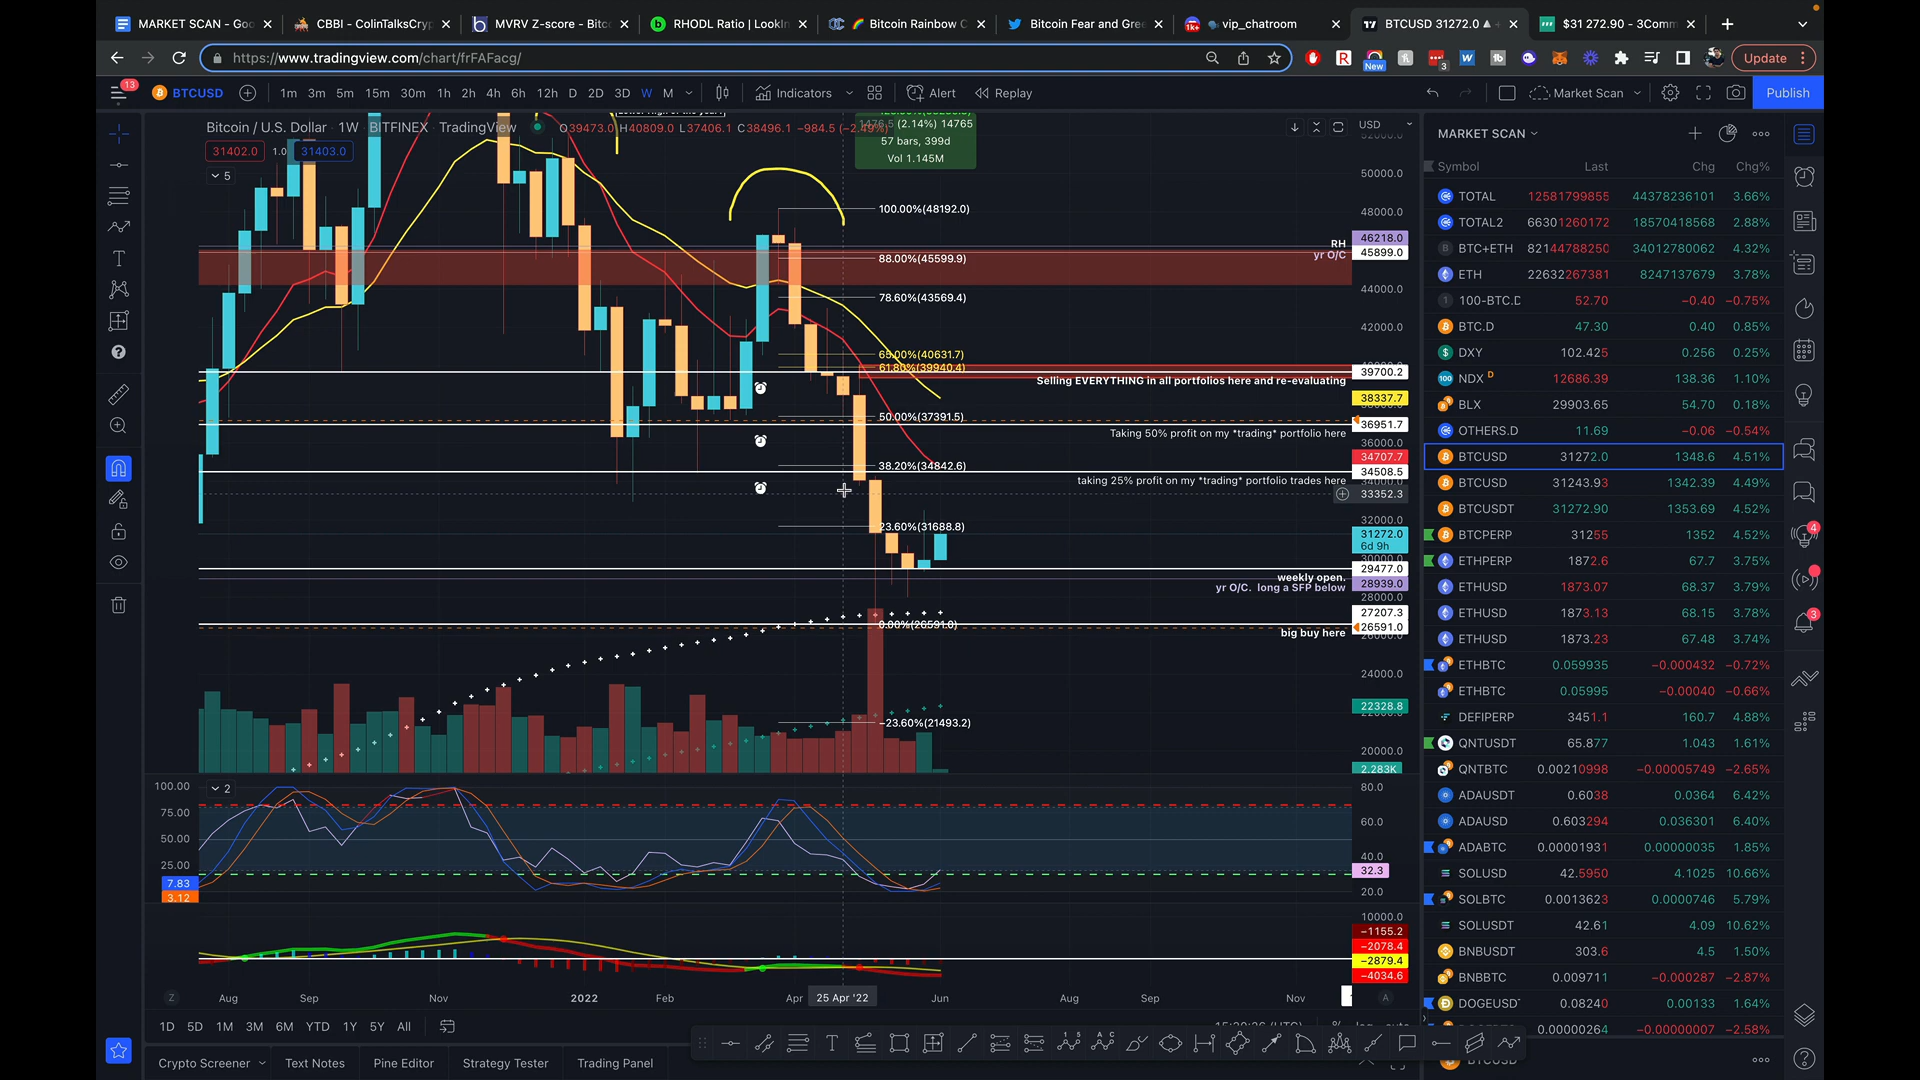 MARKET SCAN - Goo
CBBI - ColinTalksCryp
MVRV Z-score - Bitco
RHODL Ratio | LookIn
Bitcoin Rainbow C
Bitcoin Fear and Gre
vip_chatroom
BTCUSD 31272.0
$31 272.90 - 3Comm
https://www.tradingview.com/chart/frFAFacg/
New
3
Update
13
BTCUSD
1m 3m 5m 15m 30m 1h 2h 4h 6h 12h D 2D 3D W M
Indicators
Alert
Replay
Market Scan
Publish
Bitcoin / U.S. Dollar · 1W · BITFINEX · TradingView
O39473.0 H40809.0 L37406.1 C38496.1 −984.5 (−2.49%)
31402.0 1.0 31403.0
5
1476.5 (2.14%) 14765
57 bars, 399d
Vol 1.145M
USD
50000.0
48000.0
46218.0
45899.0
44000.0
42000.0
39700.2
38337.7
36951.7
36000.0
34707.7
34508.5
33352.3
32000.0
31272.0
6d 9h
29477.0
28939.0
28000.0
27207.3
26591.0
24000.0
22328.8
20000.0
2.283K
100.00%(48192.0)
88.00%(45599.9)
78.60%(43569.4)
65.00%(40631.7)
61.80%(39940.4)
50.00%(37391.5)
38.20%(34842.6)
23.60%(31688.8)
0.00%(26591.0)
−23.60%(21493.2)
RH
yr O/C
Selling EVERYTHING in all portfolios here and re-evaluating
Taking 50% profit on my *trading* portfolio here
taking 25% profit on my *trading* portfolio trades here
weekly open.
yr O/C. long a SFP below
big buy here
2
100.00
75.00
50.00
25.00
7.83
3.12
80.0
60.0
40.0
32.3
20.0
10000.0
−1155.2
−2078.4
−2879.4
−4034.6
Z
Aug Sep Nov 2022 Feb Apr 25 Apr '22 Jun Aug Sep Nov
A
1D 5D 1M 3M 6M YTD 1Y 5Y All
Crypto Screener
Text Notes
Pine Editor
Strategy Tester
Trading Panel
MARKET SCAN
Symbol Last Chg Chg%
TOTAL 12581799855 44378236101 3.66%
TOTAL2 66301260172 18570418568 2.88%
BTC+ETH 82144788250 34012780062 4.32%
ETH 22632267381 8247137679 3.78%
100-BTC.D 52.70 −0.40 −0.75%
BTC.D 47.30 0.40 0.85%
DXY 102.425 0.256 0.25%
NDX D 12686.39 138.36 1.10%
BLX 29903.65 54.70 0.18%
OTHERS.D 11.69 −0.06 −0.54%
BTCUSD 31272.0 1348.6 4.51%
BTCUSD 31243.93 1342.39 4.49%
BTCUSDT 31272.90 1353.69 4.52%
BTCPERP 31255 1352 4.52%
ETHPERP 1872.6 67.7 3.75%
ETHUSD 1873.07 68.37 3.79%
ETHUSD 1873.13 68.15 3.78%
ETHUSD 1873.23 67.48 3.74%
ETHBTC 0.059935 −0.000432 −0.72%
ETHBTC 0.05995 −0.00040 −0.66%
DEFIPERP 3451.1 160.7 4.88%
QNTUSDT 65.877 1.043 1.61%
QNTBTC 0.00210998 −0.00005749 −2.65%
ADAUSDT 0.6038 0.0364 6.42%
ADAUSD 0.603294 0.036301 6.40%
ADABTC 0.00001931 0.00000035 1.85%
SOLUSD 42.5950 4.1025 10.66%
SOLBTC 0.0013623 0.0000746 5.79%
SOLUSDT 42.61 4.09 10.62%
BNBUSDT 303.6 4.5 1.50%
BNBBTC 0.009711 −0.000287 −2.87%
DOGEUSDT 0.08240 0.00133 1.64%
0.00000264 −0.00000007 −2.58%
4
3